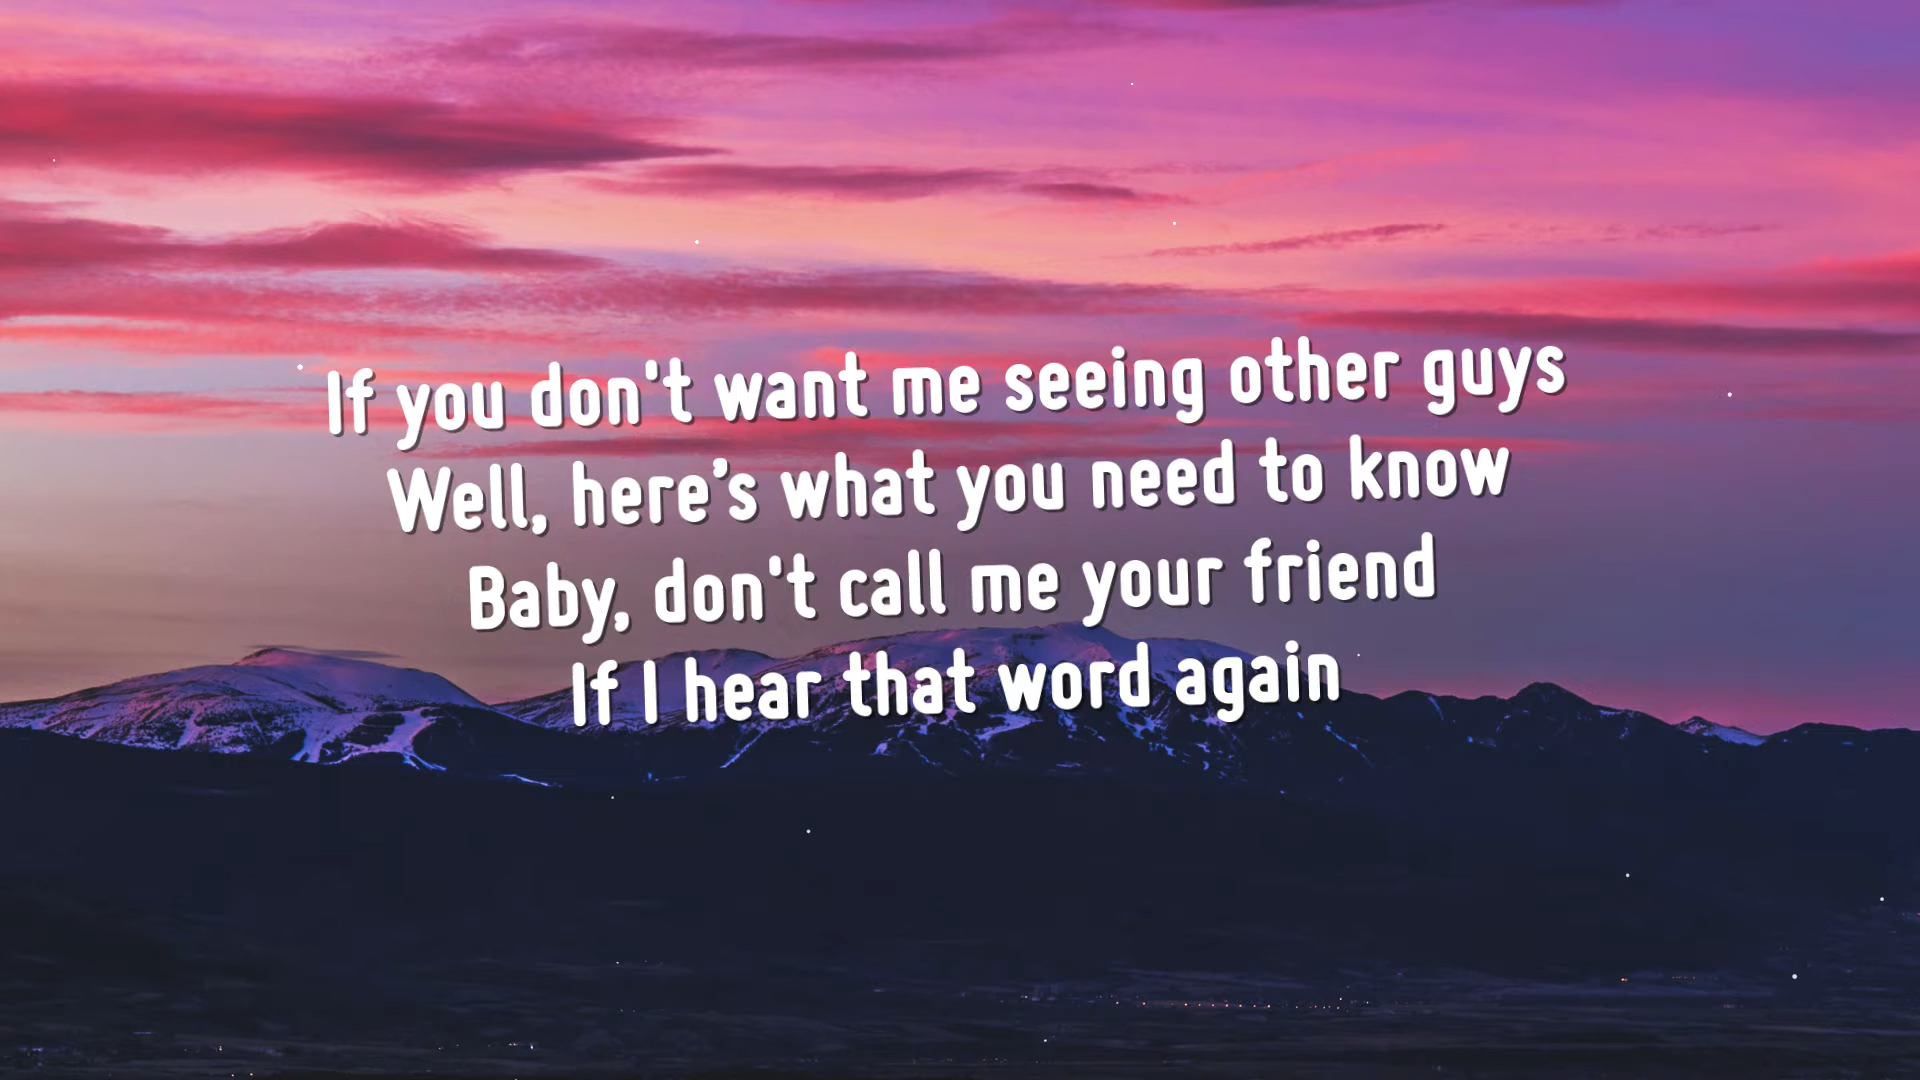 If you don't want me seeing other guys
Well, here’s what you need to know
Baby, don't call me your friend
If I hear that word again